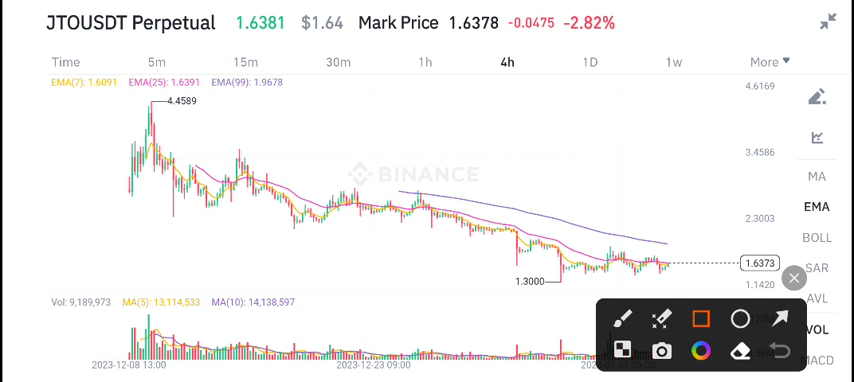 JTOUSDT Perpetual 1.6381 $1.64 Mark Price 1.6378 -0.0475 -2.82%
Time 5m 15m 30m 1h 4h 1D 1w More
EMA(7): 1.6091 EMA(25): 1.6391 EMA(99): 1.9678
4.6169
4.4589
3.4586
BINANCE
MA
EMA
2.3003
BOLL
1.6373
SAR
1.3000
1.1420
AVL
Vol: 9,189,973 MA(5): 13,114,533 MA(10): 14,138,597
VOL
MACD
2023-12-08 13:00 2023-12-23 09:00